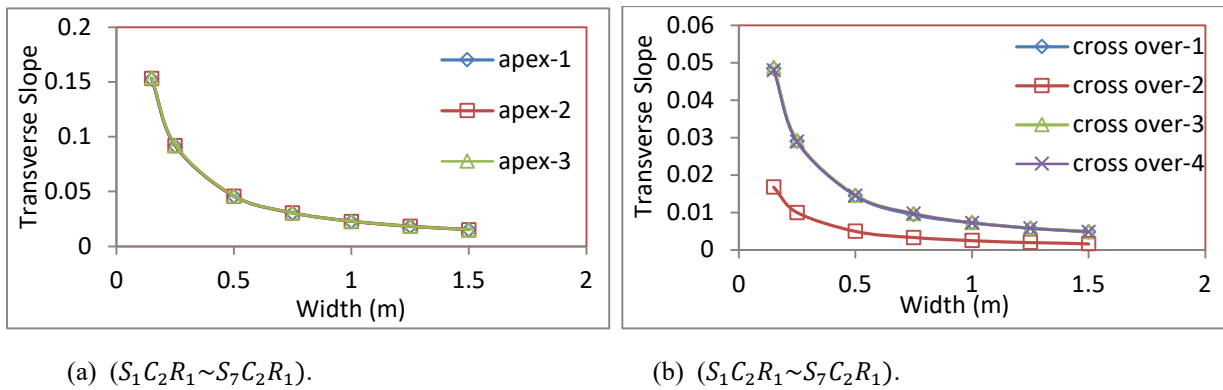 0.2
0.15
0.1
0.05
0
0
0.5
1
1.5
2
Transverse Slope
Width (m)
apex-1
apex-2
apex-3
0.06
0.05
0.04
0.03
0.02
0.01
0
0
0.5
1
1.5
2
Transverse Slope
Width (m)
cross over-1
cross over-2
cross over-3
cross over-4
(a) (𝑆₁𝐶₂𝑅₁~𝑆₇𝐶₂𝑅₁).
(b) (𝑆₁𝐶₂𝑅₁~𝑆₇𝐶₂𝑅₁).